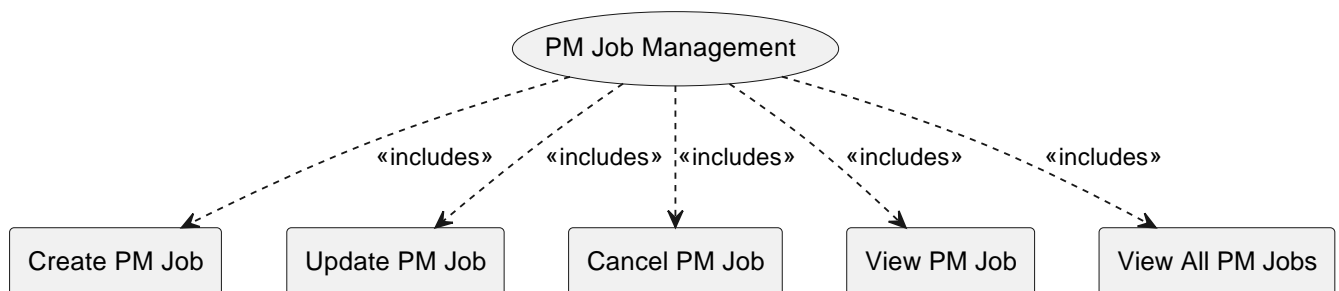 PM Job Management
«includes» «includes» «includes» «includes» «includes»
Create PM Job Update PM Job Cancel PM Job View PM Job View All PM Jobs